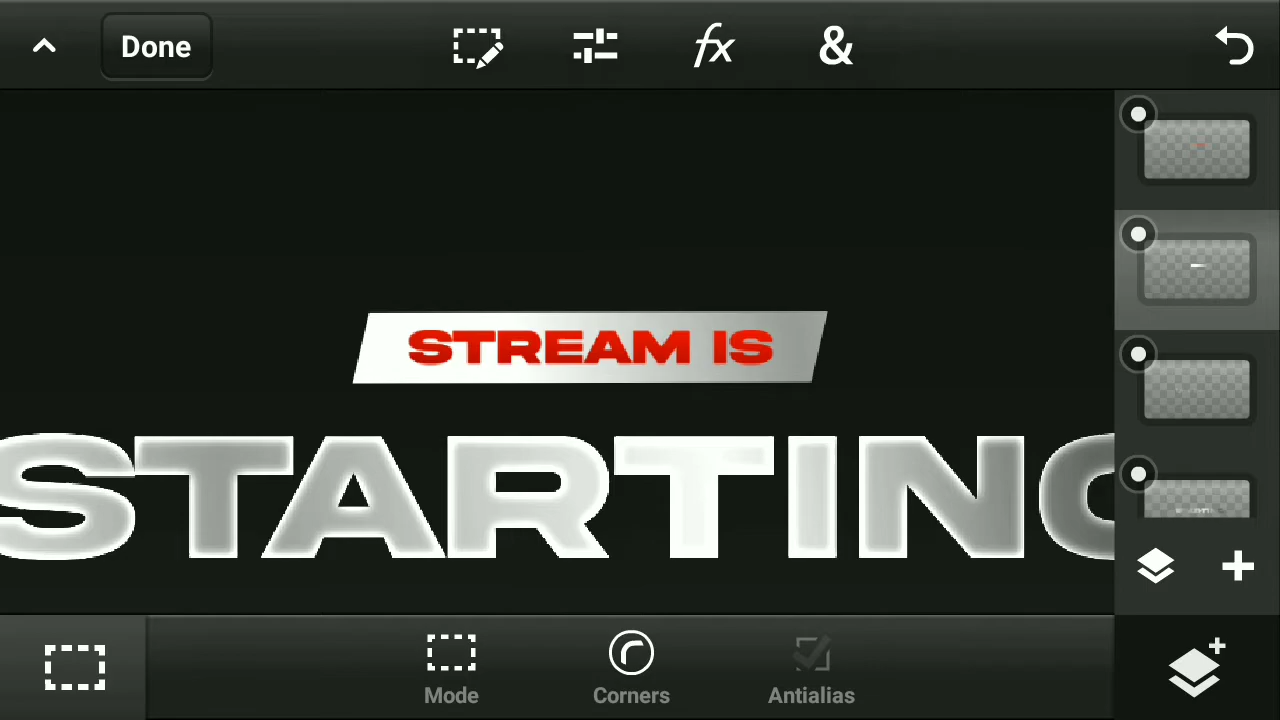 Done
fx
&
STREAM IS
STARTING
Mode
Corners
Antialias